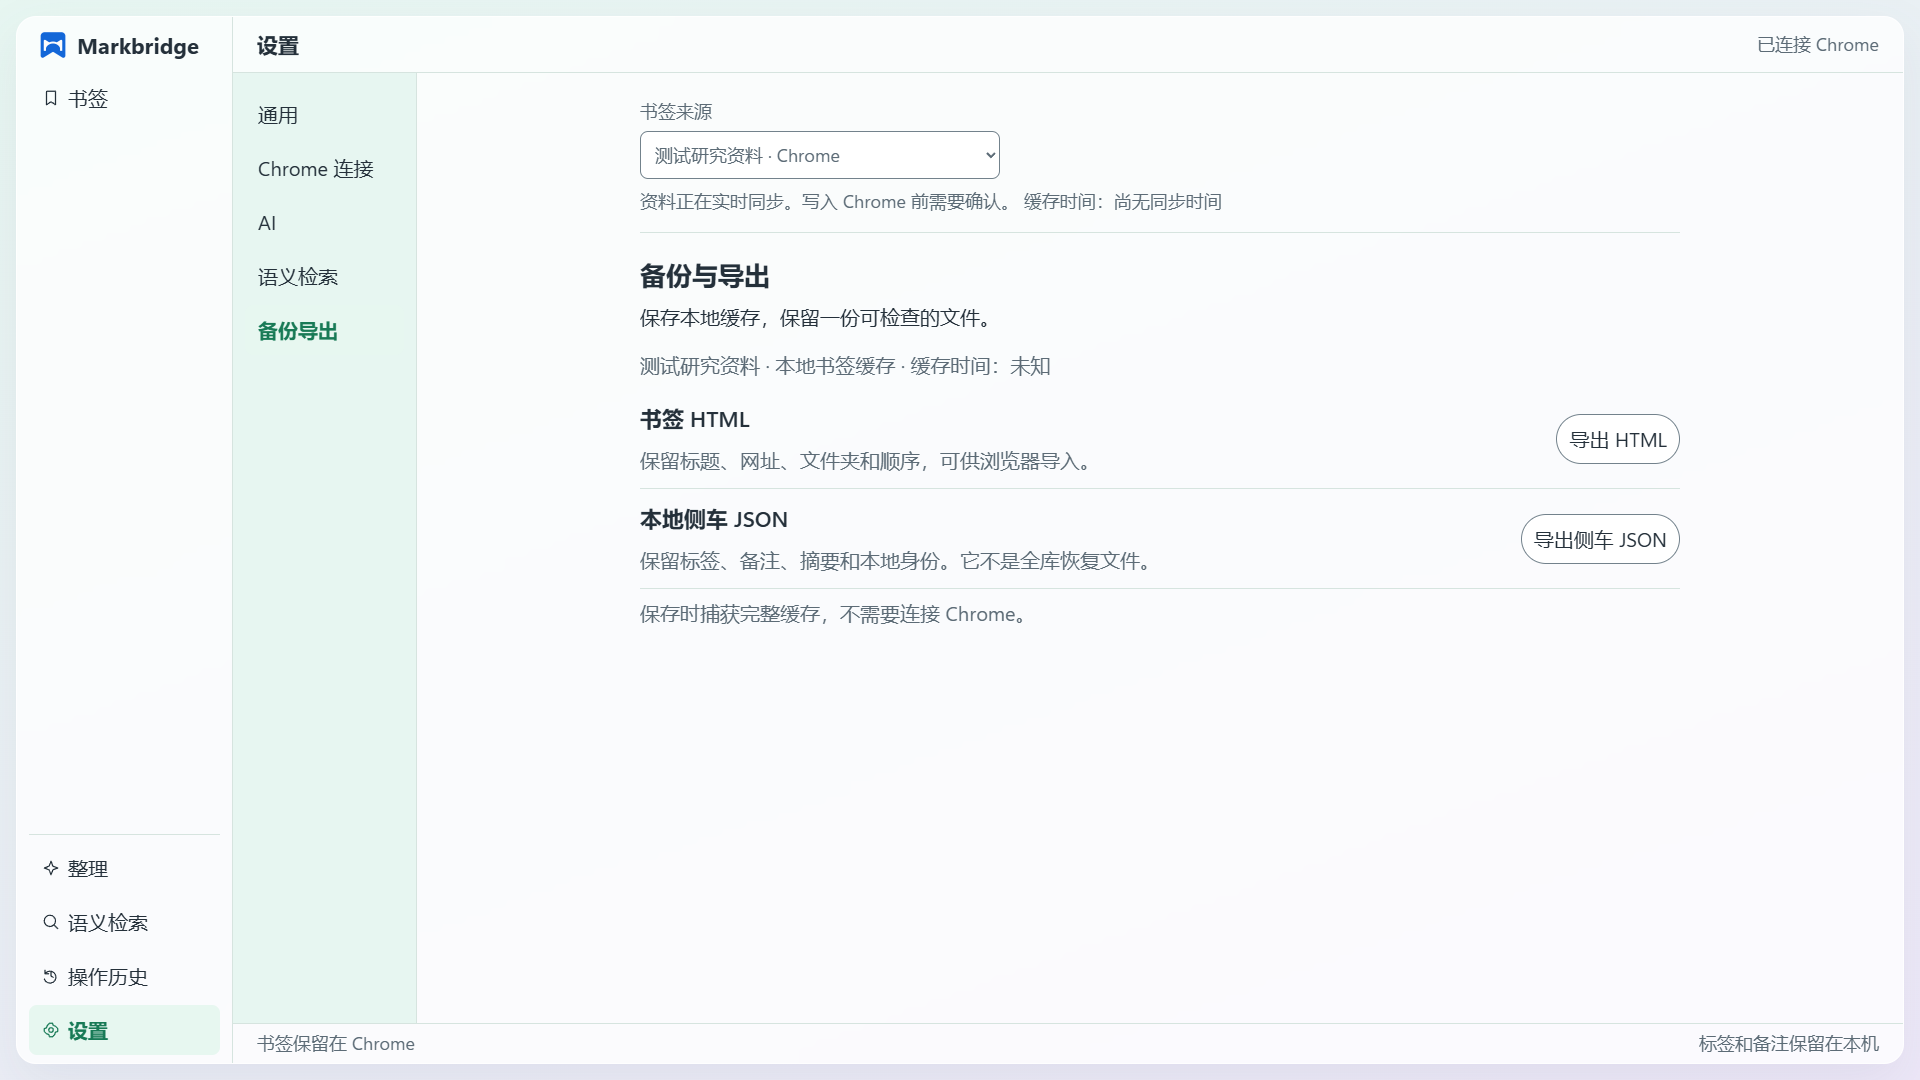 Markbridge
书签
整理
语义检索
操作历史
设置
设置
已连接 Chrome
通用
Chrome 连接
AI
语义检索
备份导出
书签来源
测试研究资料 · Chrome
资料正在实时同步。写入 Chrome 前需要确认。 缓存时间：尚无同步时间
备份与导出
保存本地缓存，保留一份可检查的文件。
测试研究资料 · 本地书签缓存 · 缓存时间：未知
书签 HTML
保留标题、网址、文件夹和顺序，可供浏览器导入。
导出 HTML
本地侧车 JSON
保留标签、备注、摘要和本地身份。它不是全库恢复文件。
导出侧车 JSON
保存时捕获完整缓存，不需要连接 Chrome。
书签保留在 Chrome
标签和备注保留在本机